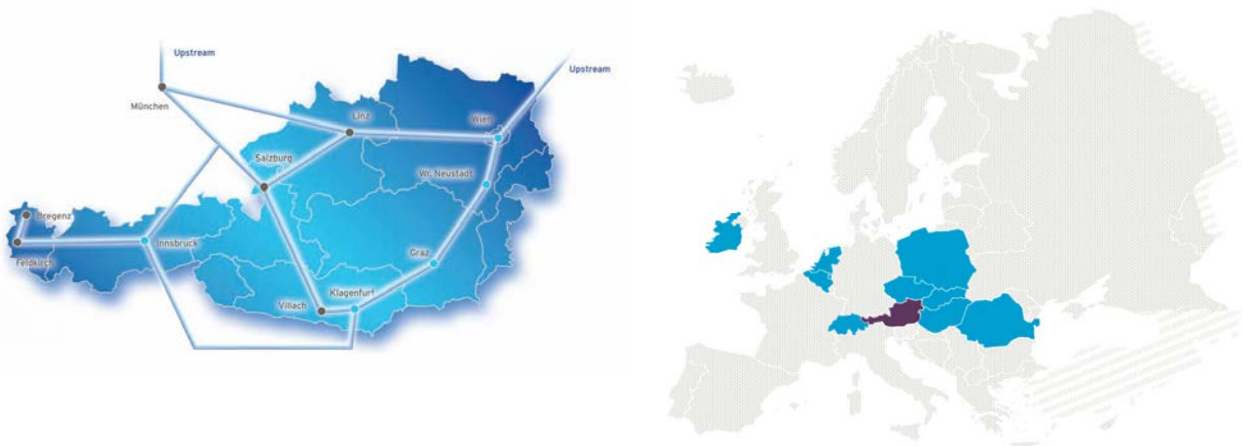 Upstream
Upstream
München
Linz
Wien
Salzburg
Wr. Neustadt
Bregenz
Innsbruck
Feldkirch
Graz
Klagenfurt
Villach